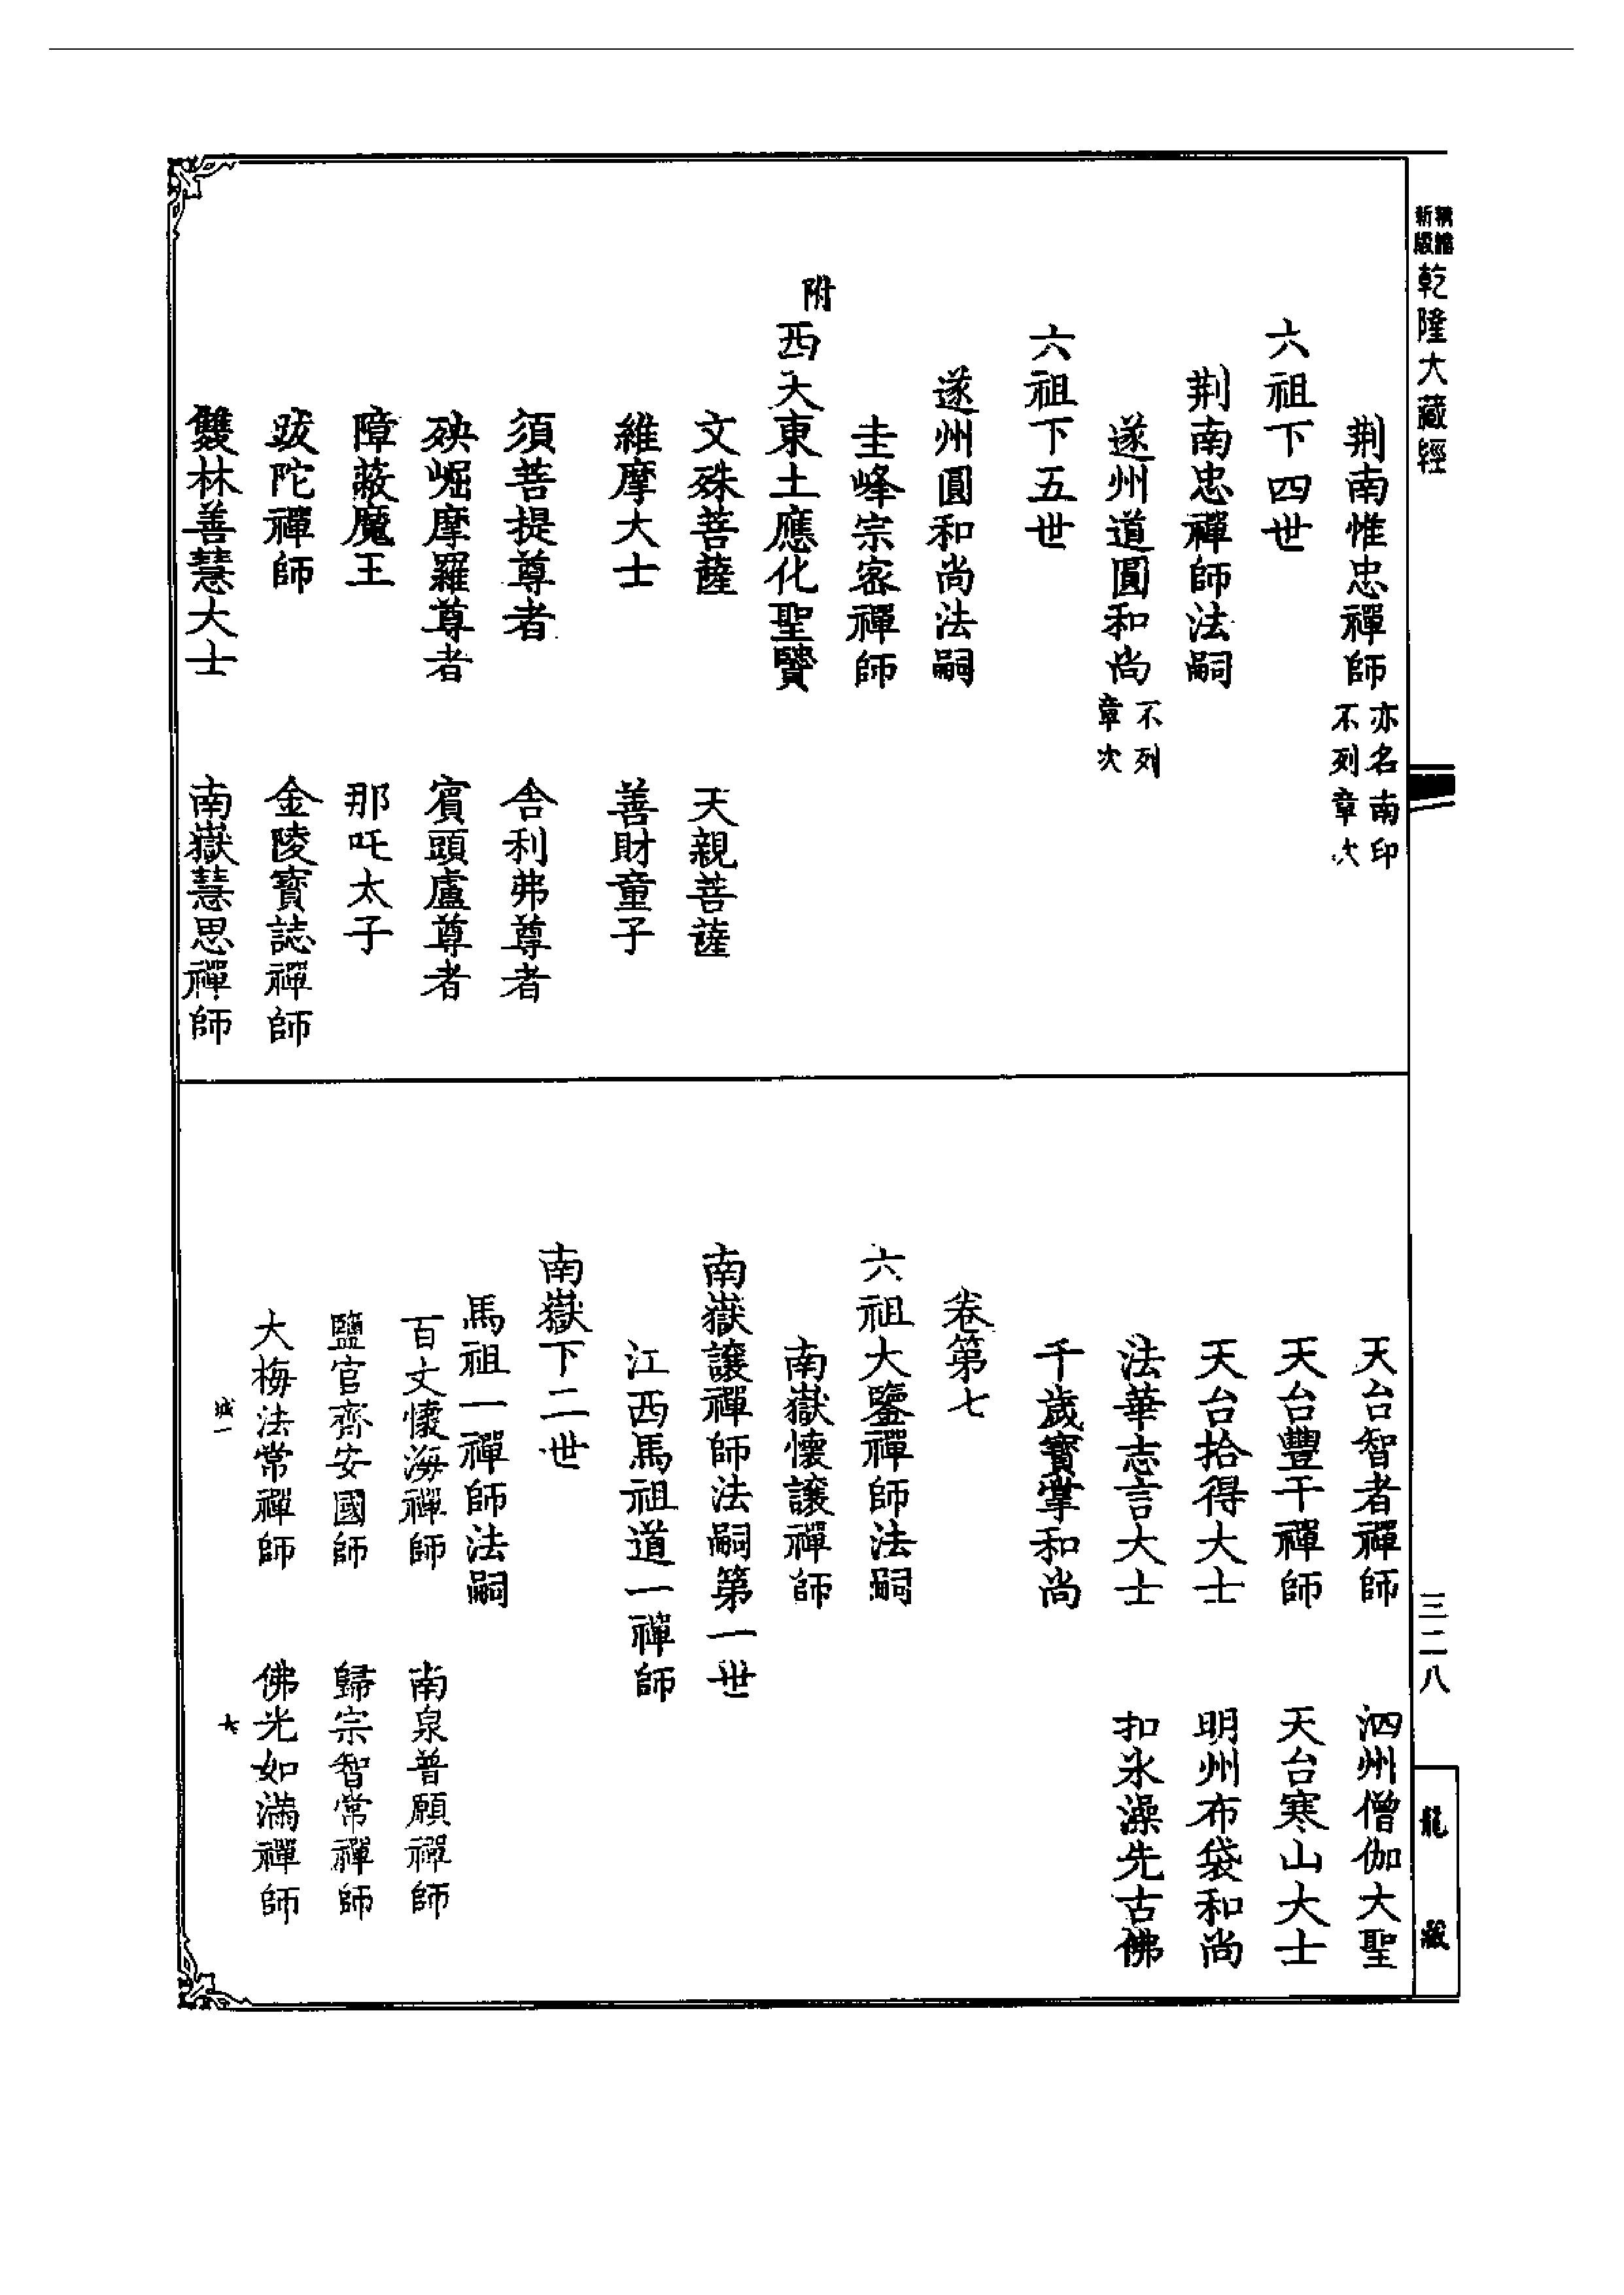 新版精譜乾隆大藏經
荆南惟忠禪師亦名南印不列章次
六祖下四世
荆南忠禪師法嗣
遂州道圓和尚不列章次
六祖下五世
遂州圓和尚法嗣
圭峰宗密禪師
附西天東土應化聖賢
文殊菩薩　天親菩薩
維摩大士　善財童子
須菩提尊者　舍利弗尊者
殃崛摩羅尊者　賓頭盧尊者
障蔽魔王　那吒太子
跋陀禪師　金陵寶誌禪師
雙林善慧大士　南嶽慧思禪師
天台智者禪師　泗州僧伽大聖
天台豐干禪師　天台寒山大士
天台拾得大士　明州布袋和尚
法華志言大士　扣氷澡先古佛
千歲寶掌和尚
卷第七
六祖大鑒禪師法嗣
南嶽懷讓禪師
南嶽讓禪師法嗣第一世
江西馬祖道一禪師
南嶽下二世
馬祖一禪師法嗣
百丈懷海禪師　南泉普願禪師
鹽官齊安國師　歸宗智常禪師
大梅法常禪師　佛光如滿禪師
城一　六
三二八
龍藏